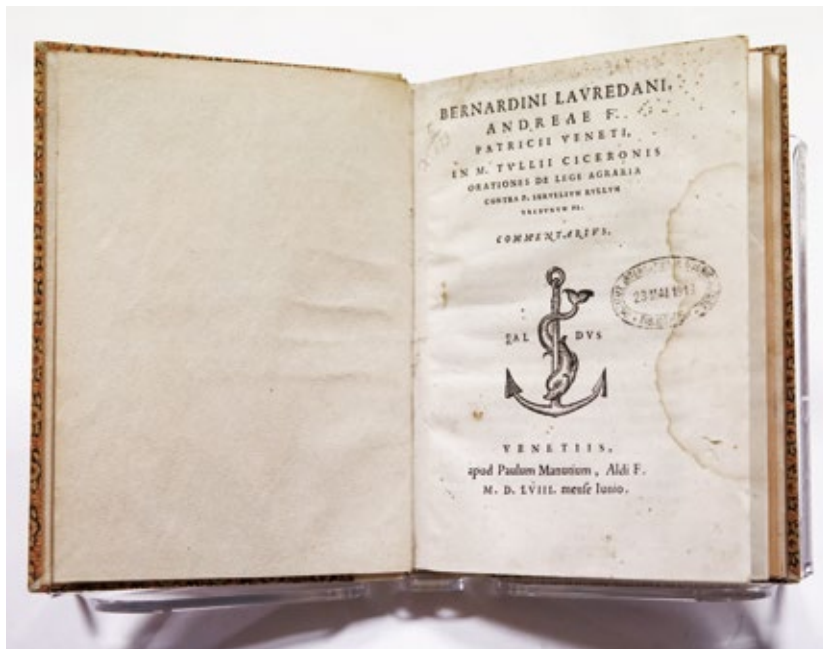 BERNARDINI LAVREDANI,
ANDREAE F.
PATRICII VENETI,
IN M. TVLLII CICERONIS
ORATIONES DE LEGE AGRARIA
CONTRA P. SERVILIVM RVLLVM
TRIBVNVM PL.
COMMENTARIVS.
AL DVS
VENETIIS,
apud Paulum Manutium, Aldi F.
M. D. LVIII. mense Iunio.